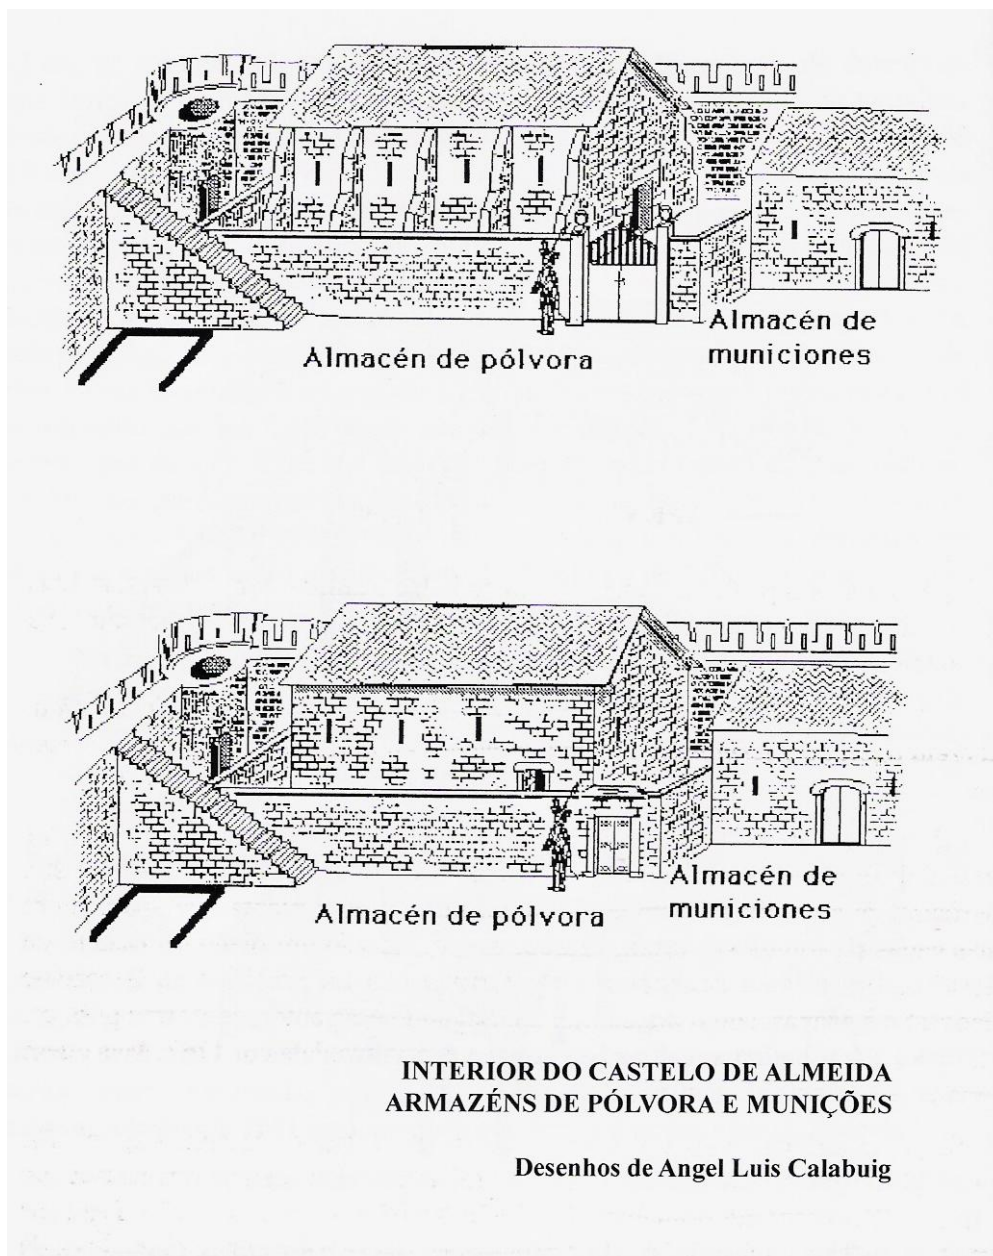 Almacén de pólvora
Almacén de
municiones
Almacén de pólvora
Almacén de
municiones
INTERIOR DO CASTELO DE ALMEIDA
ARMAZÉNS DE PÓLVORA E MUNIÇÕES
Desenhos de Angel Luis Calabuig